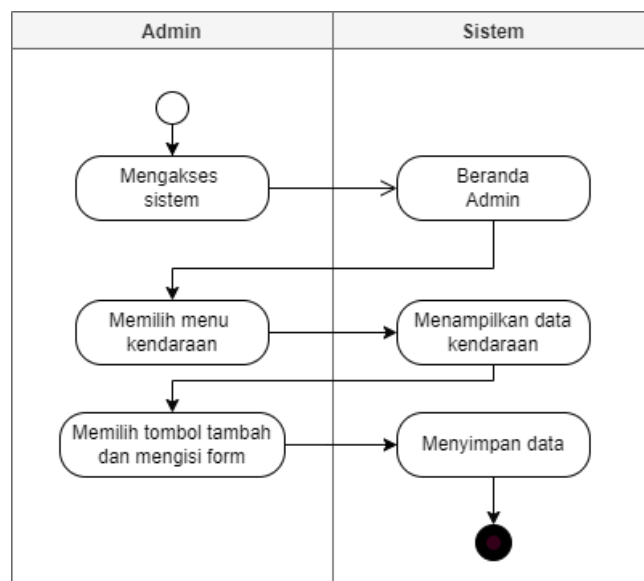 Admin
Sistem
Mengakses
sistem
Beranda
Admin
Memilih menu
kendaraan
Menampilkan data
kendaraan
Memilih tombol tambah
dan mengisi form
Menyimpan data